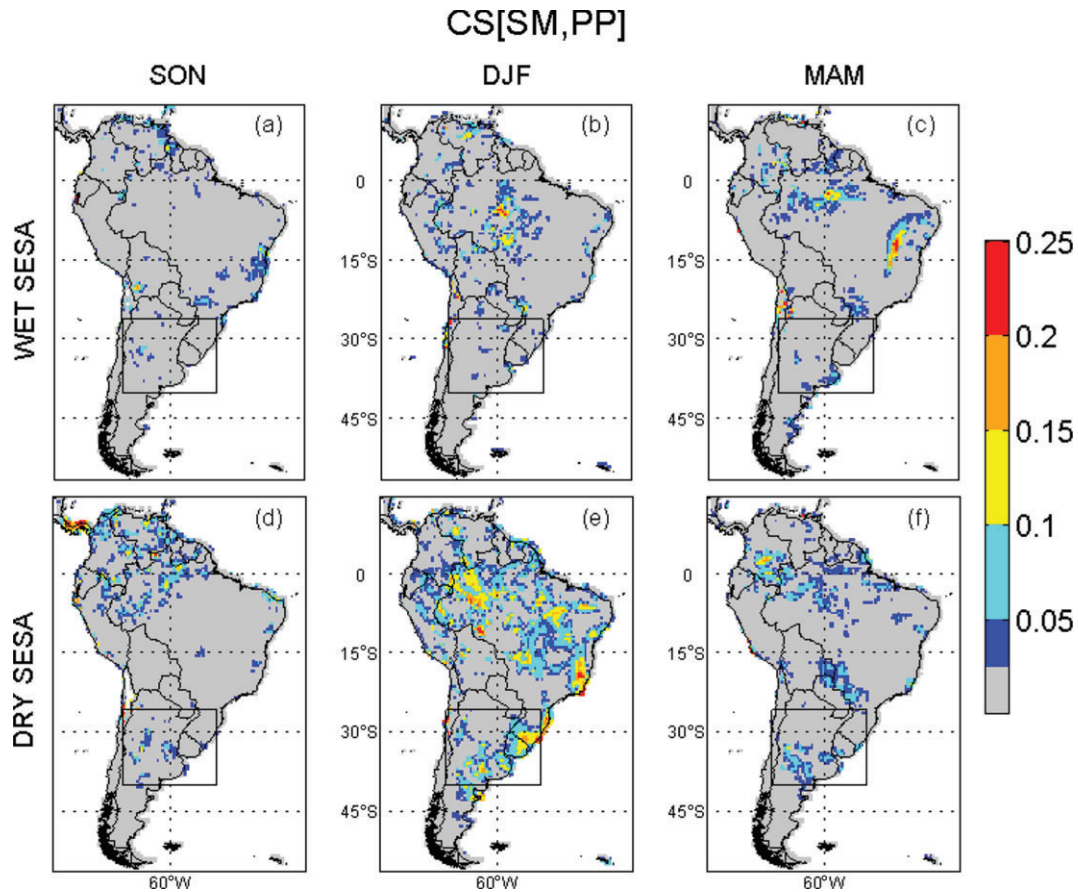 CS[SM,PP]
SON DJF MAM
WET SESA
(a) (b) (c)
0 0
15°S 15°S
30°S 30°S
45°S 45°S
DRY SESA
(d) (e) (f)
0 0
15°S 15°S
30°S 30°S
45°S 45°S
60°W 60°W 60°W
0.25
0.2
0.15
0.1
0.05